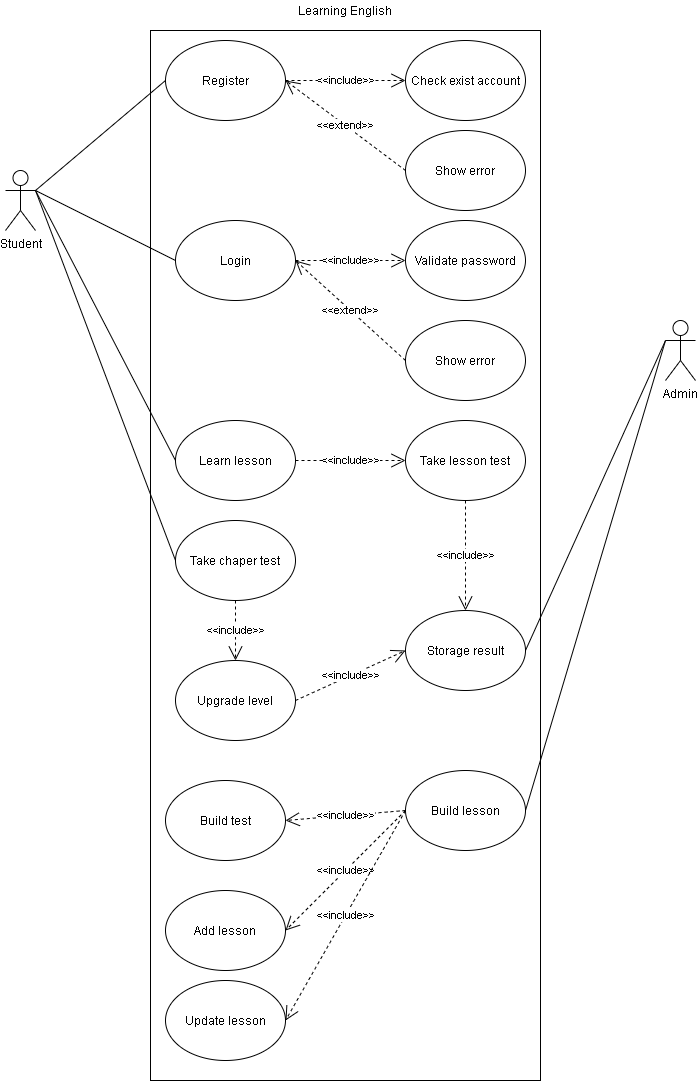 Learning English
Register
<<include>>
Check exist account
<<extend>>
Show error
Student
Login
<<include>>
Validate password
<<extend>>
Show error
Admin
Learn lesson
<<include>>
Take lesson test
Take chaper test
<<include>>
<<include>>
Storage result
<<include>>
Upgrade level
Build test
<<include>>
Build lesson
<<include>>
<<include>>
Add lesson
Update lesson